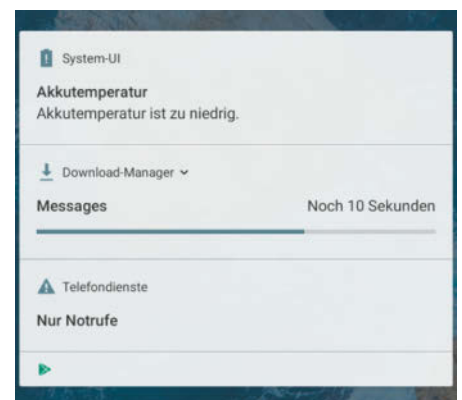 System-UI
Akkutemperatur
Akkutemperatur ist zu niedrig.
Download-Manager
Messages Noch 10 Sekunden
Telefondienste
Nur Notrufe